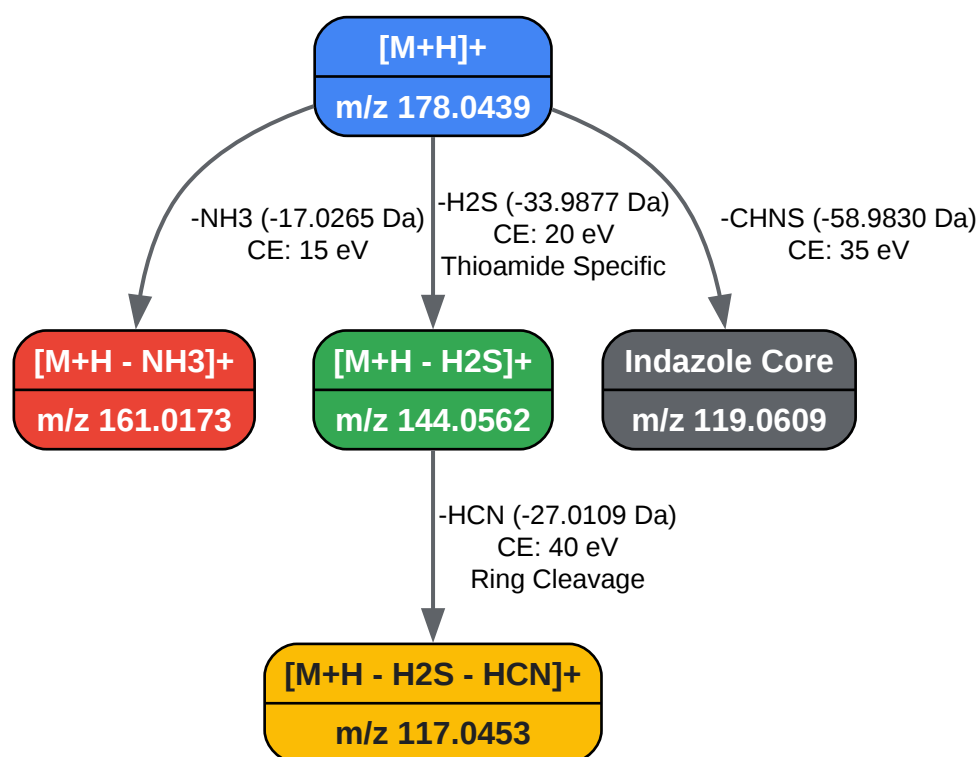 [M+H]+
m/z 178.0439
-NH3 (-17.0265 Da)
CE: 15 eV
-H2S (-33.9877 Da)
CE: 20 eV
Thioamide Specific
-CHNS (-58.9830 Da)
CE: 35 eV
[M+H - NH3]+
m/z 161.0173
[M+H - H2S]+
m/z 144.0562
Indazole Core
m/z 119.0609
-HCN (-27.0109 Da)
CE: 40 eV
Ring Cleavage
[M+H - H2S - HCN]+
m/z 117.0453